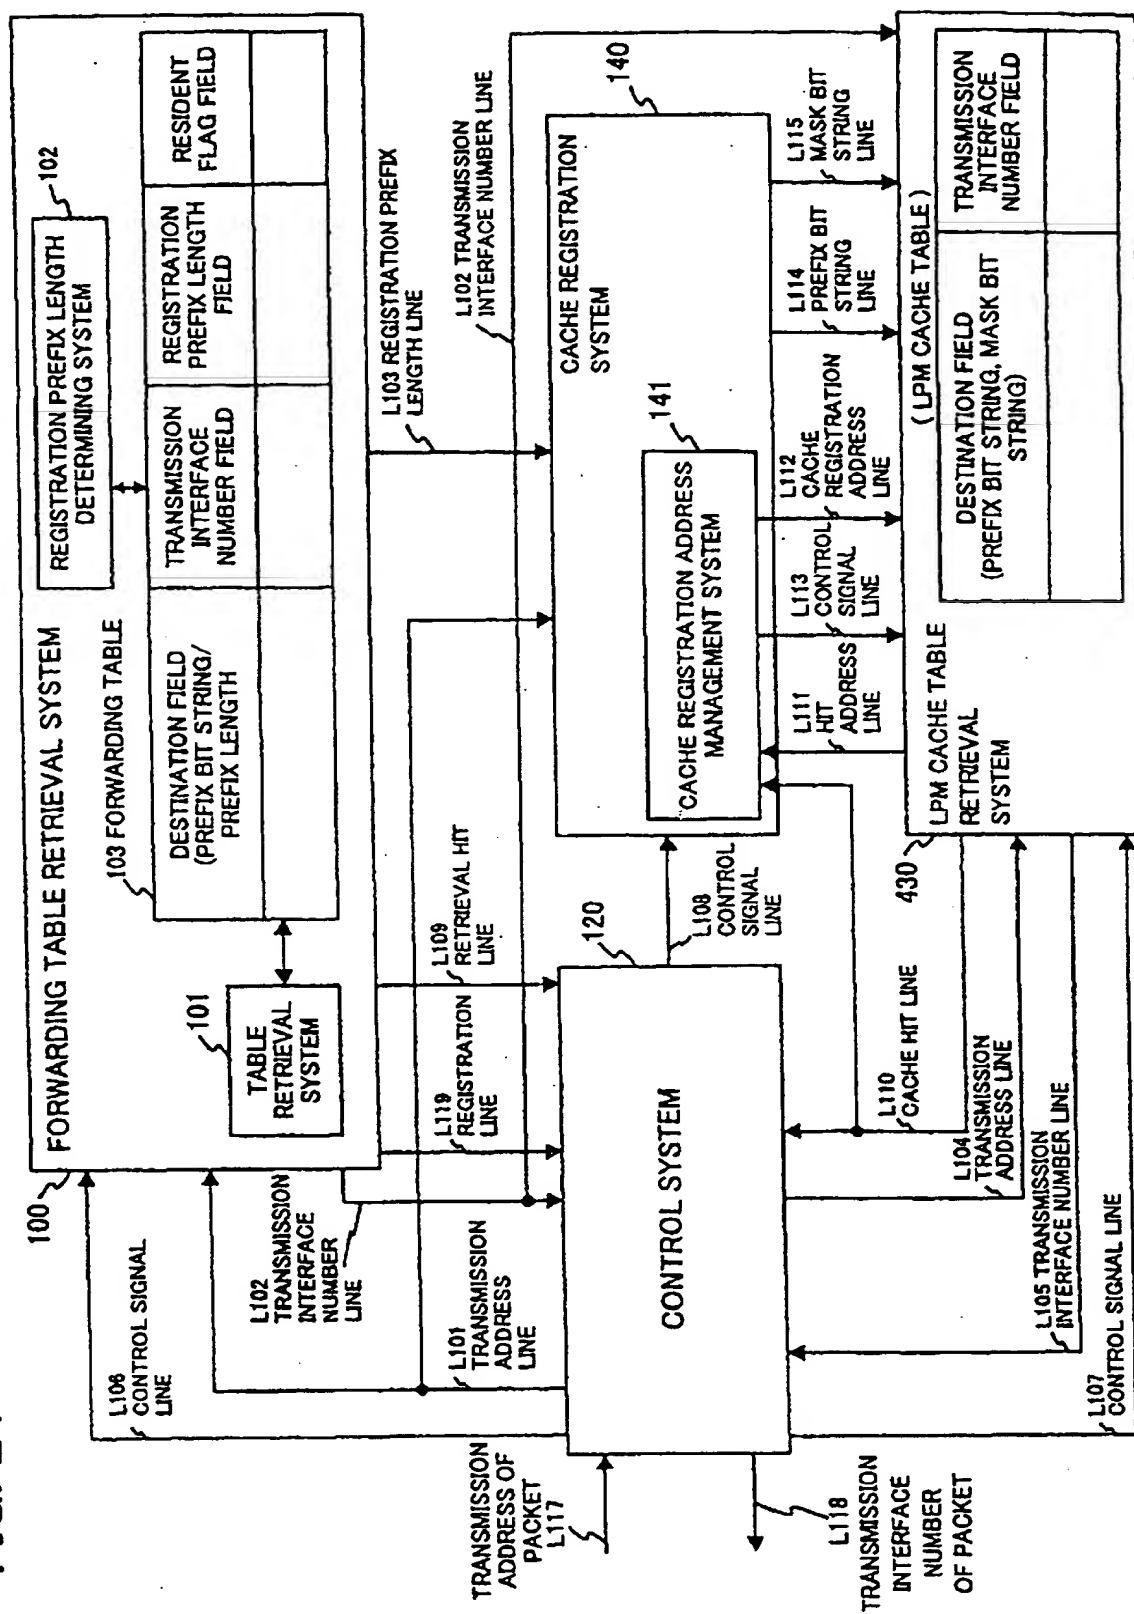 100
FORWARDING TABLE RETRIEVAL SYSTEM
REGISTRATION PREFIX LENGTH
DETERMINING SYSTEM
102
103 FORWARDING TABLE
DESTINATION FIELD
(PREFIX BIT STRING/
PREFIX LENGTH
TRANSMISSION
INTERFACE
NUMBER FIELD
REGISTRATION
PREFIX LENGTH
FIELD
RESIDENT
FLAG FIELD
101
TABLE
RETRIEVAL
SYSTEM
L106
CONTROL SIGNAL
LINE
L102
TRANSMISSION
INTERFACE
NUMBER
LINE
L101
TRANSMISSION
ADDRESS
LINE
L119
REGISTRATION
LINE
L109
RETRIEVAL HIT
LINE
L103 REGISTRATION PREFIX
LENGTH LINE
L102 TRANSMISSION
INTERFACE NUMBER LINE
TRANSMISSION
ADDRESS OF
PACKET
L117
L118
TRANSMISSION
INTERFACE
NUMBER
OF PACKET
120
CONTROL SYSTEM
L108
CONTROL
SIGNAL
LINE
140
CACHE REGISTRATION
SYSTEM
141
CACHE REGISTRATION ADDRESS
MANAGEMENT SYSTEM
L111
HIT
ADDRESS
LINE
L113
CONTROL
SIGNAL
LINE
L112
CACHE
REGISTRATION
ADDRESS
LINE
L114
PREFIX BIT
STRING
LINE
L115
MASK BIT
STRING
LINE
L110
CACHE HIT LINE
L104
TRANSMISSION
ADDRESS LINE
L105 TRANSMISSION
INTERFACE NUMBER LINE
L107
CONTROL SIGNAL LINE
430
LPM CACHE TABLE
RETRIEVAL
SYSTEM
(LPM CACHE TABLE)
DESTINATION FIELD
(PREFIX BIT STRING, MASK BIT
STRING)
TRANSMISSION
INTERFACE
NUMBER FIELD